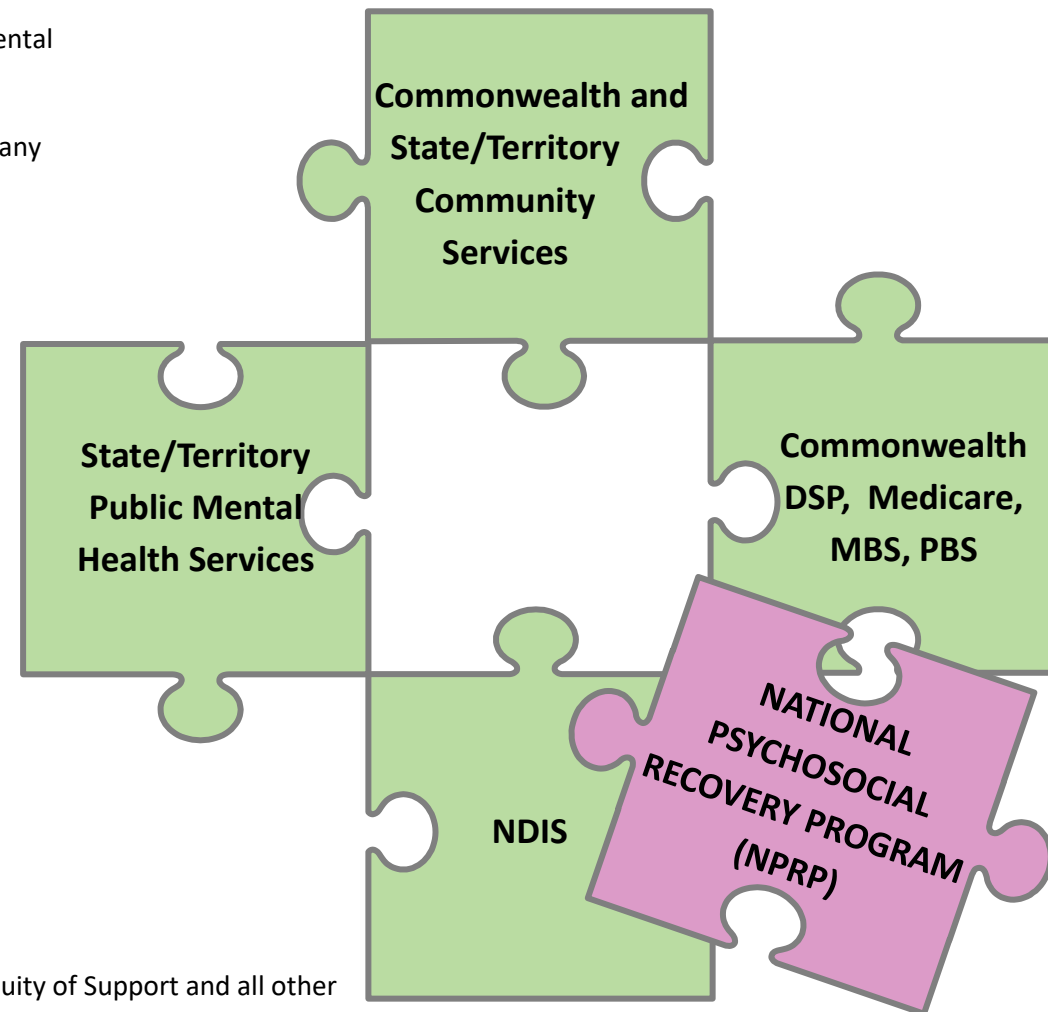 ental
any
Commonwealth and
State/Territory
Community
Services
State/Territory
Public Mental
Health Services
Commonwealth
DSP, Medicare,
MBS, PBS
NATIONAL
PSYCHOSOCIAL
RECOVERY PROGRAM
(NPRP)
NDIS
uity of Support and all other